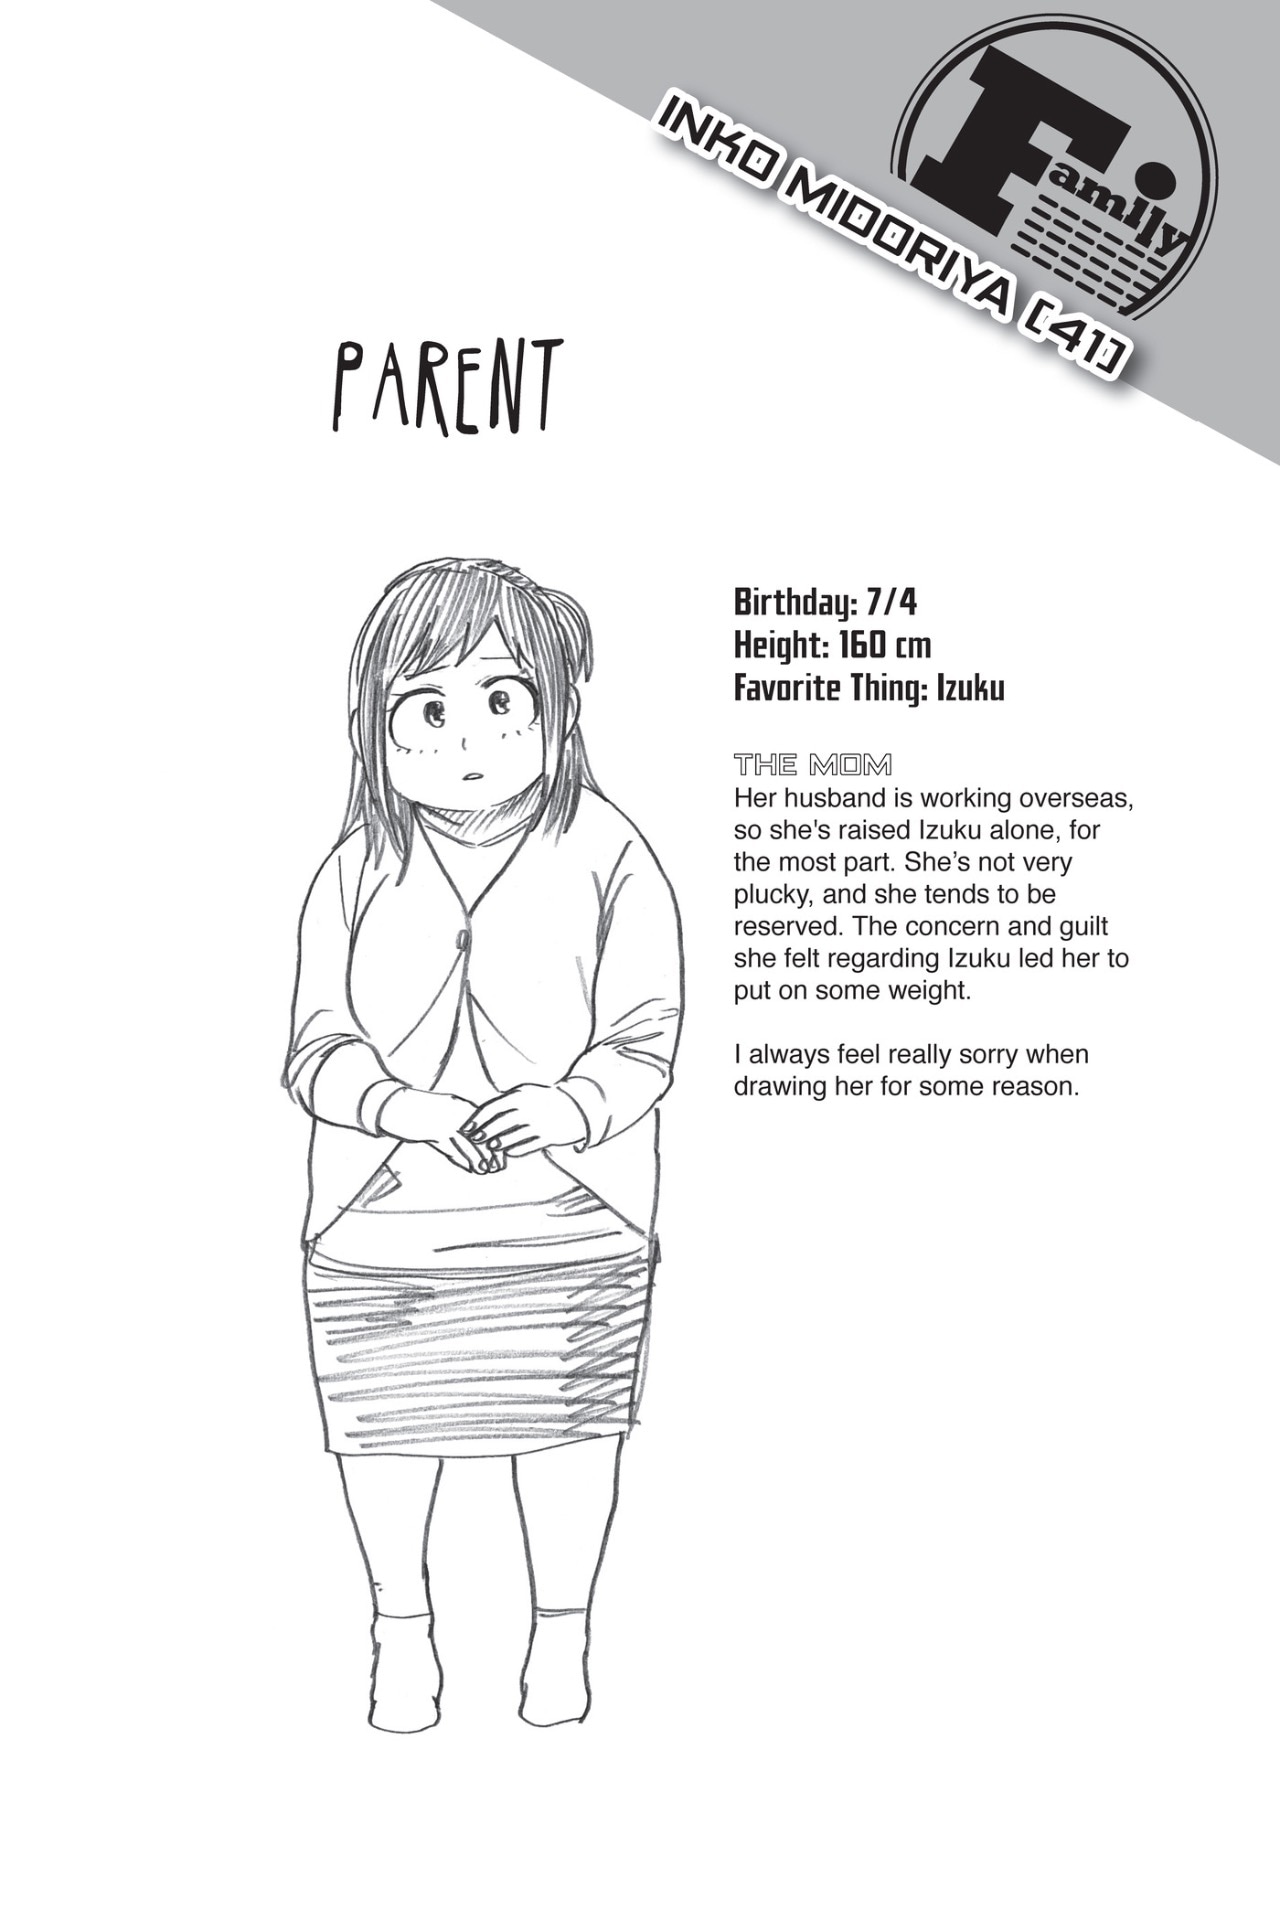 Family
INKO MIDORIYA [41]
PARENT
Birthday: 7/4
Height: 160 cm
Favorite Thing: Izuku
THE MOM
Her husband is working overseas,
so she's raised Izuku alone, for
the most part. She’s not very
plucky, and she tends to be
reserved. The concern and guilt
she felt regarding Izuku led her to
put on some weight.
I always feel really sorry when
drawing her for some reason.